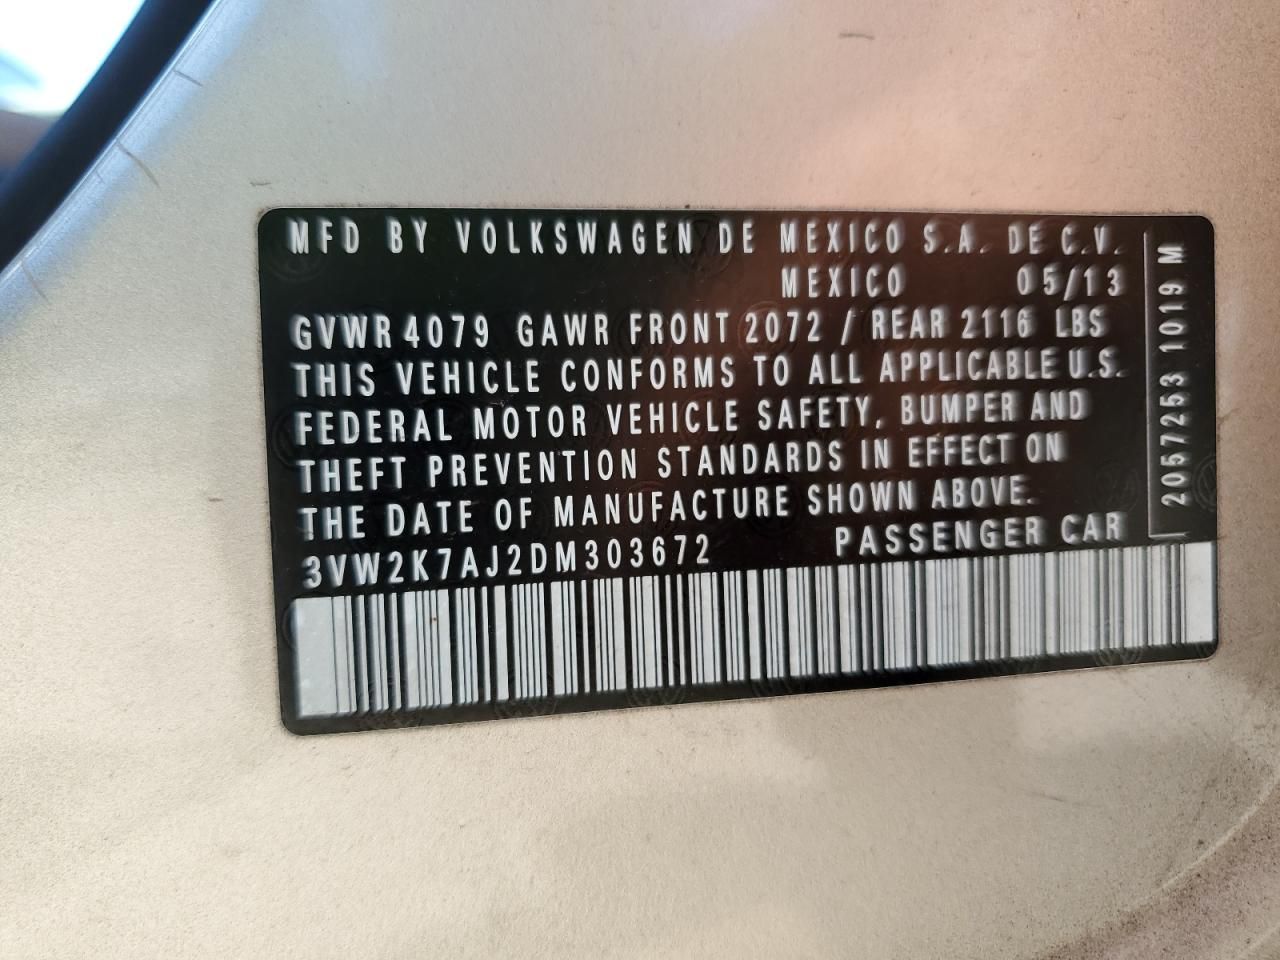 MFD BY VOLKSWAGEN DE MEXICO S.A. DE C.V.
MEXICO 05/13
GVWR 4079 GAWR FRONT 2072 / REAR 2116 LBS
THIS VEHICLE CONFORMS TO ALL APPLICABLE U.S.
FEDERAL MOTOR VEHICLE SAFETY, BUMPER AND
THEFT PREVENTION STANDARDS IN EFFECT ON
THE DATE OF MANUFACTURE SHOWN ABOVE.
3VW2K7AJ2DM303672 PASSENGER CAR
2057253 1019 M